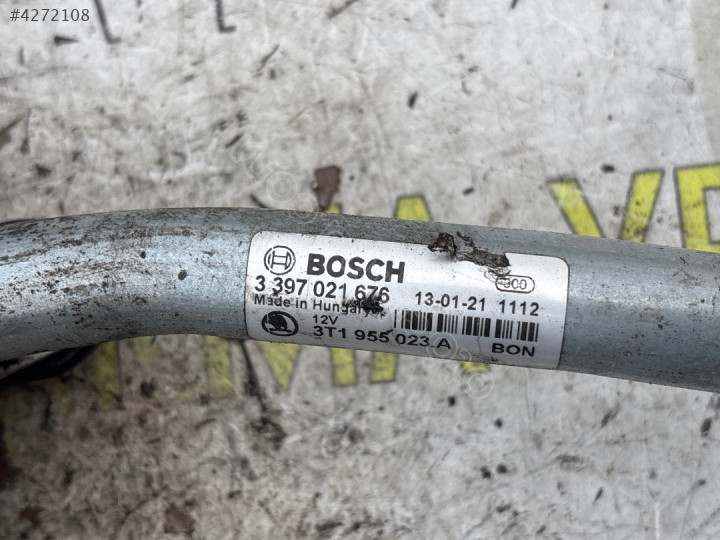 #4272108
BOSCH
3 397 021 676
13-01-21 1112
Made in Hungary
12V
3T1 955 023 A
BON